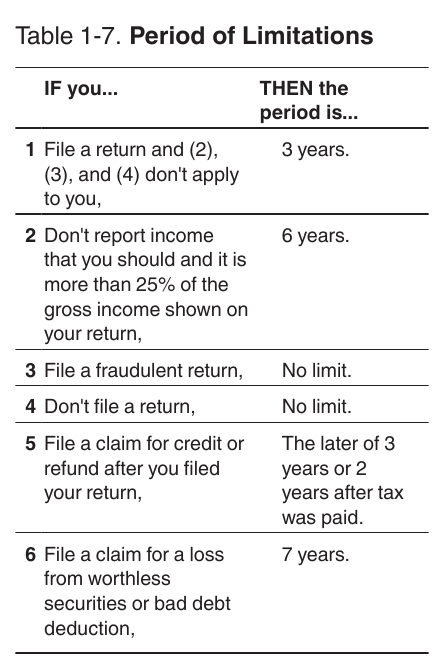 Table 1-7. Period of Limitations
IF you... THEN the
period is...
1 File a return and (2), 3 years.
(3), and (4) don't apply
to you,
2 Don't report income 6 years.
that you should and it is
more than 25% of the
gross income shown on
your return,
3 File a fraudulent return, No limit.
4 Don't file a return, No limit.
5 File a claim for credit or The later of 3
refund after you filed years or 2
your return, years after tax
was paid.
6 File a claim for a loss 7 years.
from worthless
securities or bad debt
deduction,